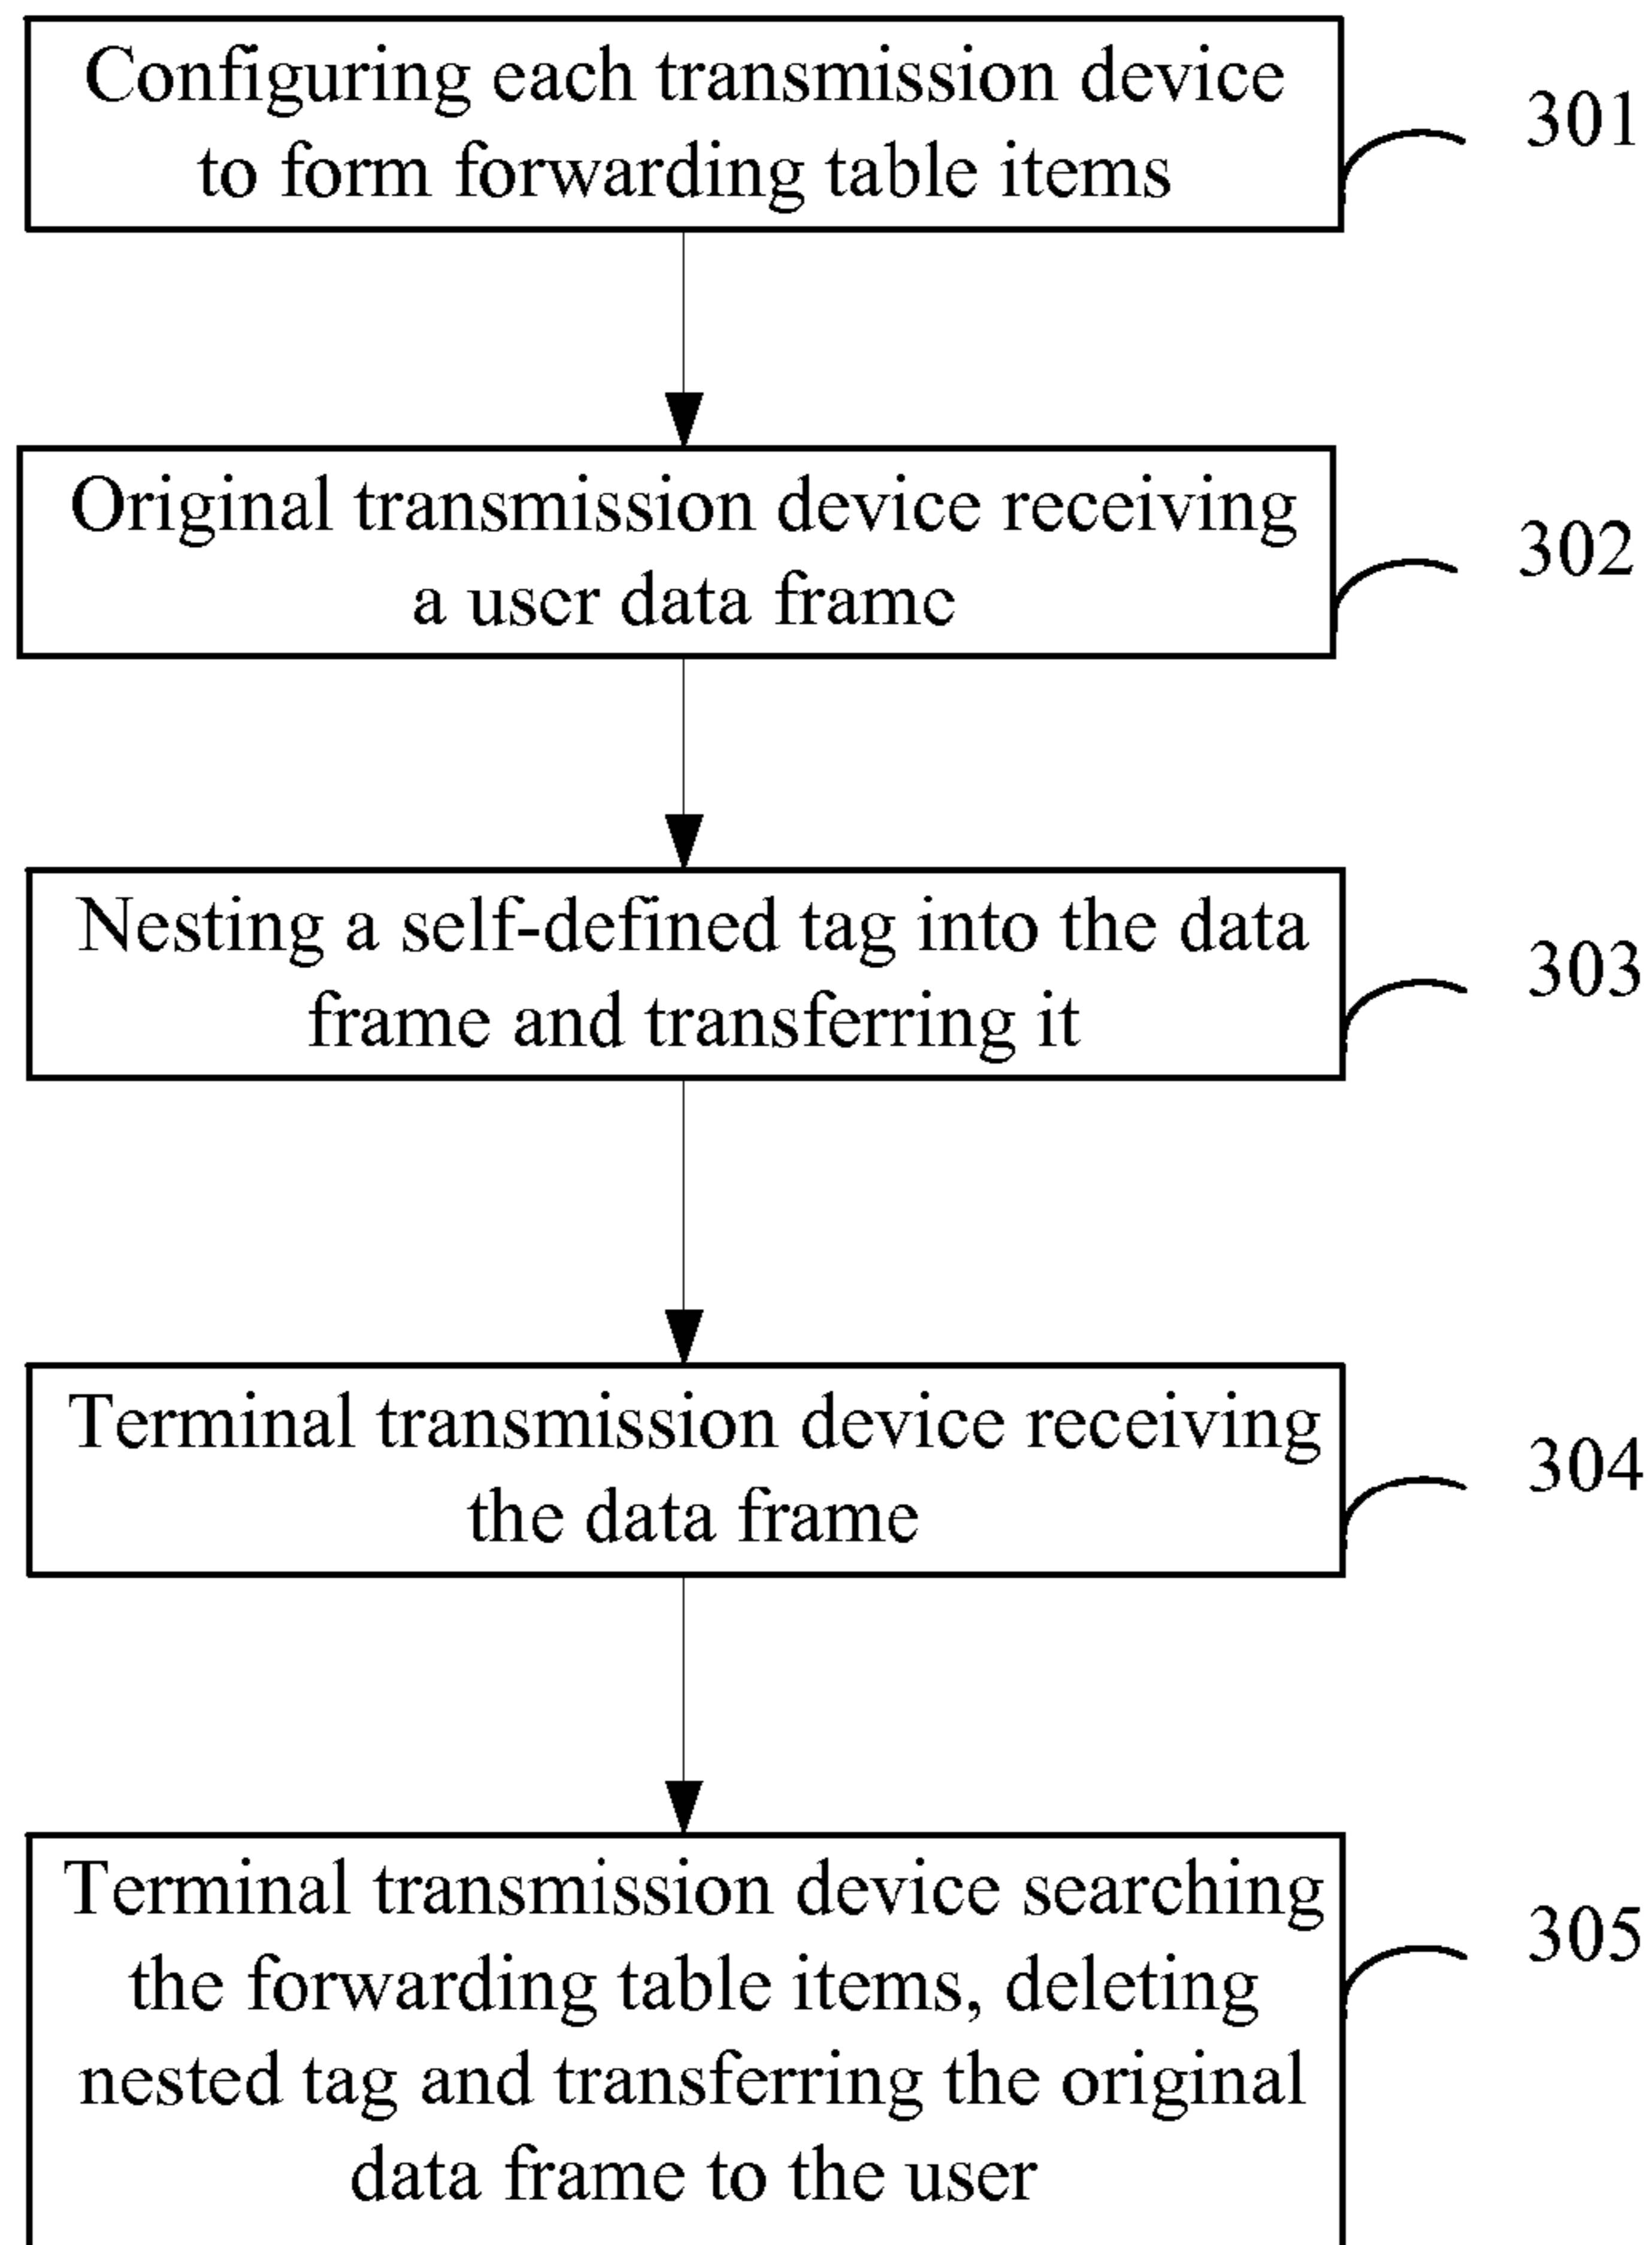 Configuring each transmission device
to form forwarding table items
301
Original transmission device receiving
a user data frame
302
Nesting a self-defined tag into the data
frame and transferring it
303
Terminal transmission device receiving
the data frame
304
Terminal transmission device searching
the forwarding table items, deleting
nested tag and transferring the original
data frame to the user
305